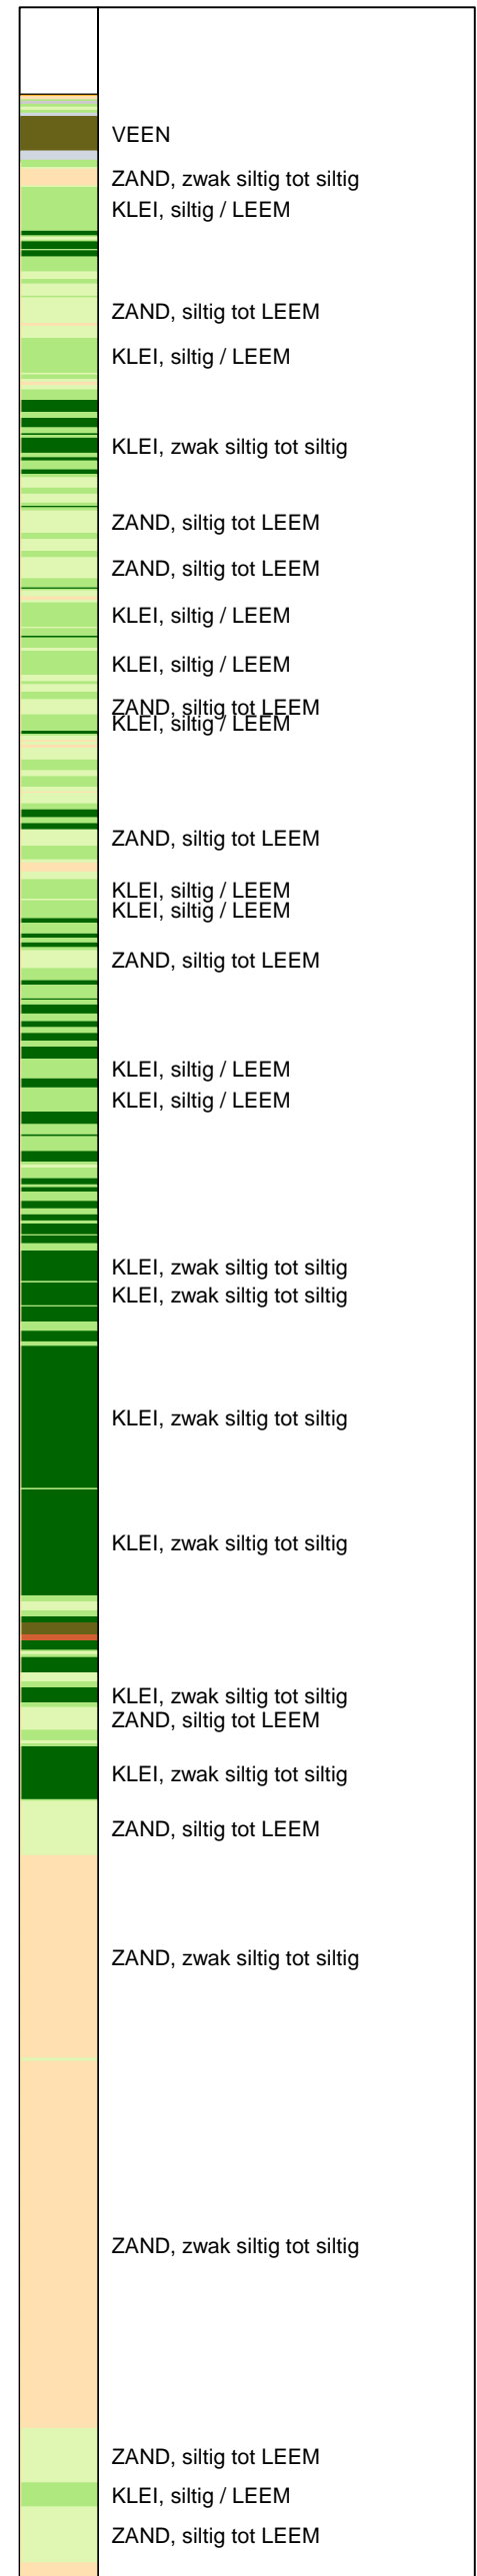 VEEN
ZAND, zwak siltig tot siltig
KLEI, siltig / LEEM
ZAND, siltig tot LEEM
KLEI, siltig / LEEM
KLEI, zwak siltig tot siltig
ZAND, siltig tot LEEM
ZAND, siltig tot LEEM
KLEI, siltig / LEEM
KLEI, siltig / LEEM
ZAND, siltig tot LEEM
KLEI, siltig / LEEM
ZAND, siltig tot LEEM
KLEI, siltig / LEEM
KLEI, siltig / LEEM
ZAND, siltig tot LEEM
KLEI, siltig / LEEM
KLEI, siltig / LEEM
KLEI, zwak siltig tot siltig
KLEI, zwak siltig tot siltig
KLEI, zwak siltig tot siltig
KLEI, zwak siltig tot siltig
KLEI, zwak siltig tot siltig
ZAND, siltig tot LEEM
KLEI, zwak siltig tot siltig
ZAND, siltig tot LEEM
ZAND, zwak siltig tot siltig
ZAND, zwak siltig tot siltig
ZAND, siltig tot LEEM
KLEI, siltig / LEEM
ZAND, siltig tot LEEM